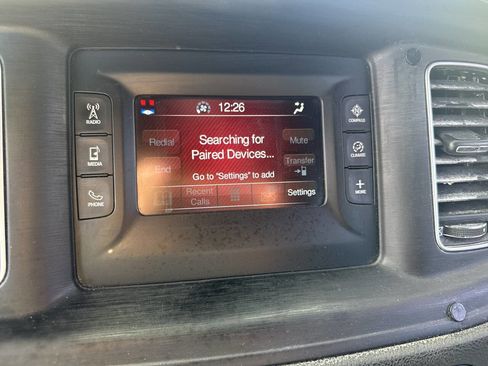 12:26
RADIO
Redial
Searching for
Paired Devices...
Mute
COMPASS
MEDIA
End
Transfer
CLIMATE
Go to "Settings" to add
PHONE
Recent
Calls
Settings
+
MORE